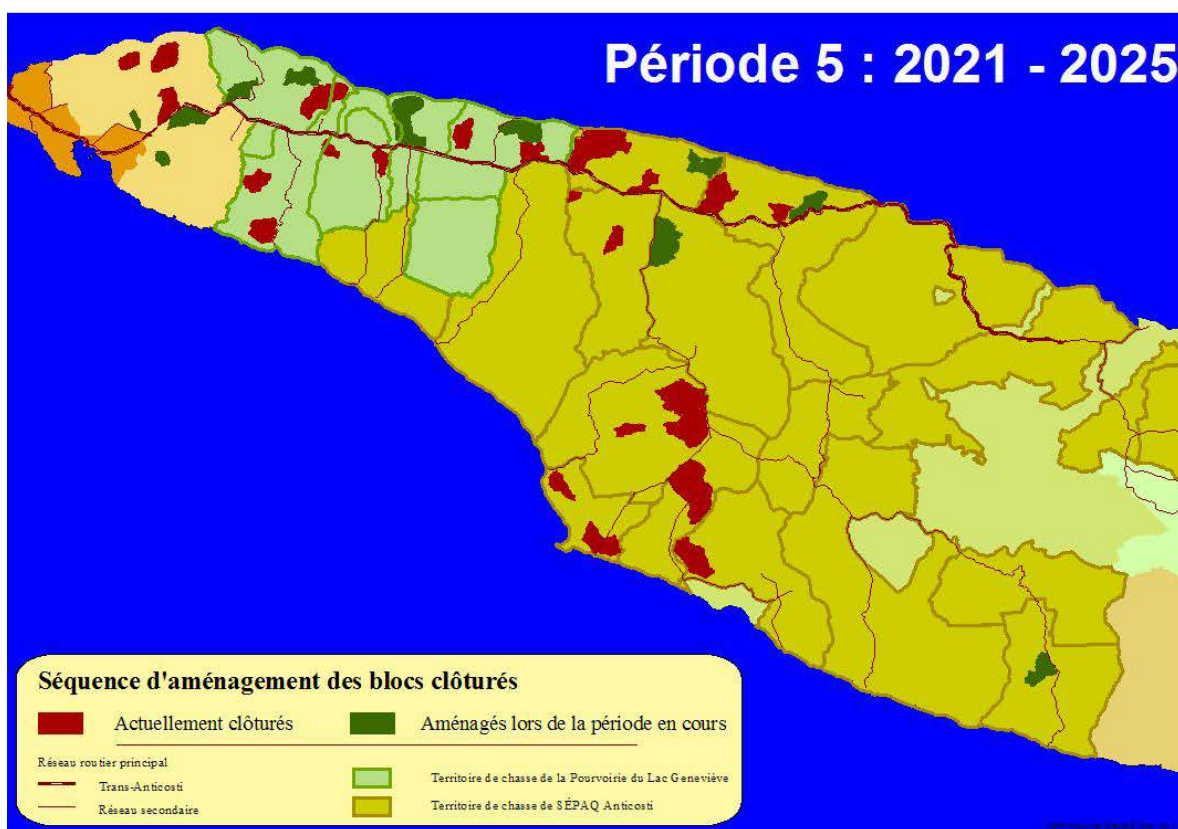 Période 5 : 2021 - 2025
Séquence d'aménagement des blocs clôturés
Actuellement clôturés
Aménagés lors de la période en cours
Réseau routier principal
Trans-Anticosti
Réseau secondaire
Territoire de chasse de la Pourvoirie du Lac Geneviève
Territoire de chasse de SÉPAQ Anticosti